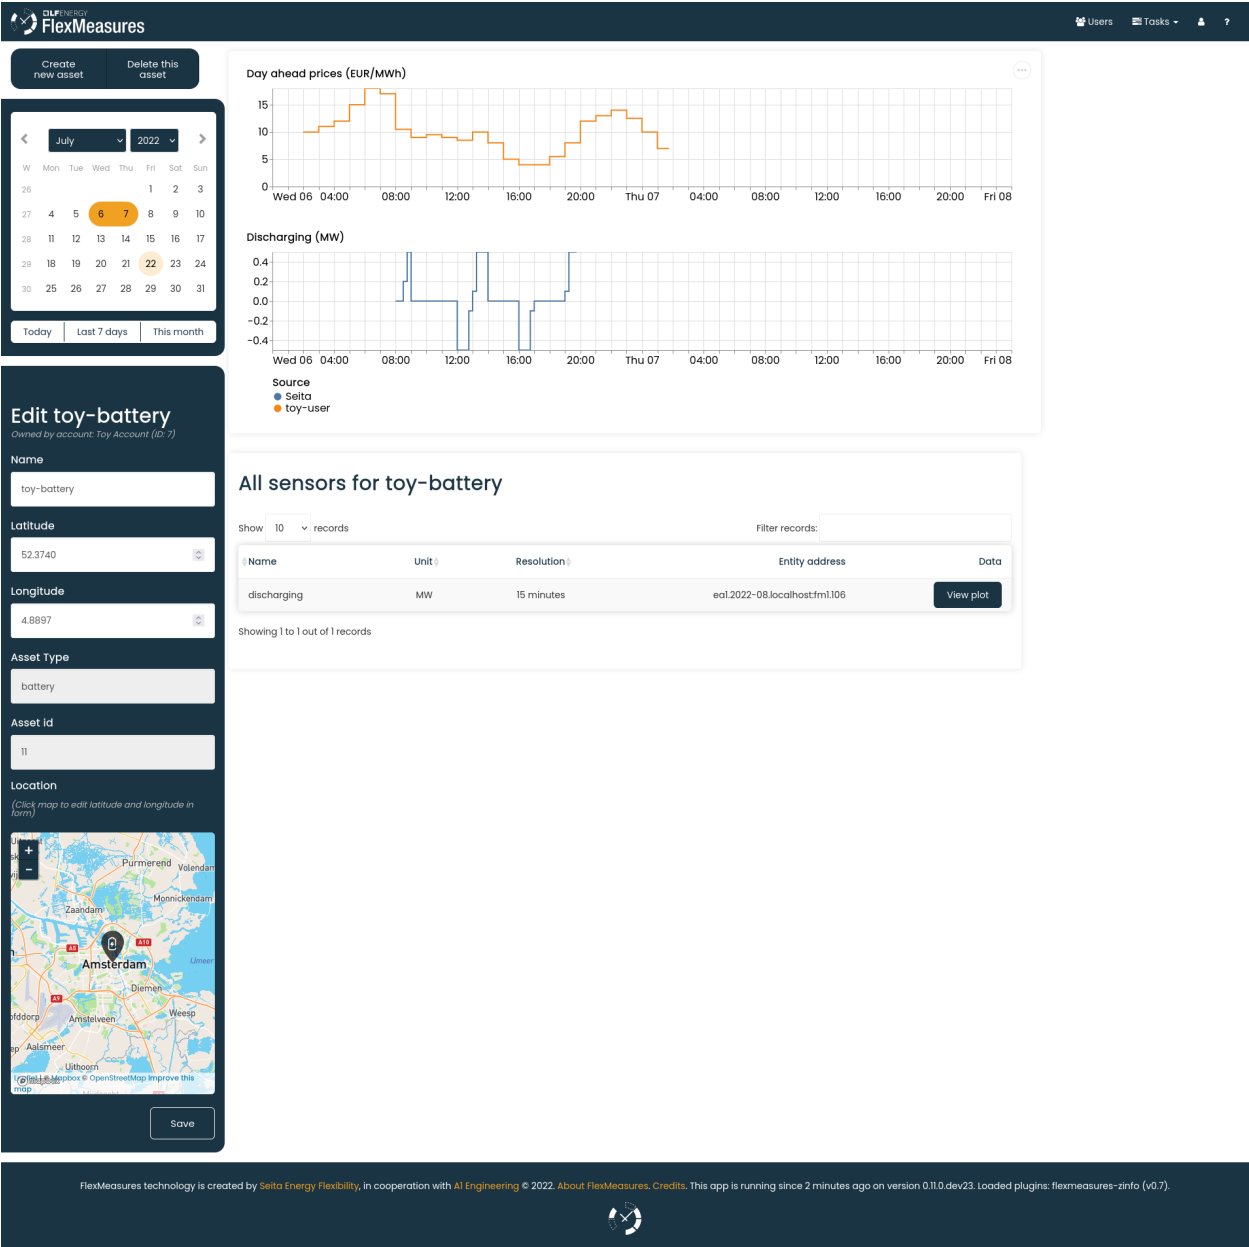 LFENERGY
FlexMeasures
Users
Tasks
?
Create new asset
Delete this asset
July
2022
W Mon Tue Wed Thu Fri Sat Sun
26 1 2 3
27 4 5 6 7 8 9 10
28 11 12 13 14 15 16 17
29 18 19 20 21 22 23 24
30 25 26 27 28 29 30 31
Today
Last 7 days
This month
Edit toy-battery
Owned by account: Toy Account (ID: 7)
Name
toy-battery
Latitude
52.3740
Longitude
4.8897
Asset Type
battery
Asset id
11
Location
(Click map to edit latitude and longitude in
form)
+
−
Purmerend
Volendam
Monnickendam
Zaandam
A8
A10
Amsterdam
IJmeer
Diemen
A9
Amstelveen
Weesp
Aalsmeer
Uithoorn
Mapbox © OpenStreetMap Improve this
map
Save
Day ahead prices (EUR/MWh)
15
10
5
0
Wed 06 04:00 08:00 12:00 16:00 20:00 Thu 07 04:00 08:00 12:00 16:00 20:00 Fri 08
Discharging (MW)
0.4
0.2
0.0
−0.2
−0.4
Wed 06 04:00 08:00 12:00 16:00 20:00 Thu 07 04:00 08:00 12:00 16:00 20:00 Fri 08
Source
Seita
toy-user
All sensors for toy-battery
Show 10 records
Filter records:
Name Unit Resolution Entity address Data
discharging MW 15 minutes ea1.2022-08.localhost:fm1.106 View plot
Showing 1 to 1 out of 1 records
FlexMeasures technology is created by Seita Energy Flexibility, in cooperation with A1 Engineering © 2022. About FlexMeasures. Credits. This app is running since 2 minutes ago on version 0.11.0.dev23. Loaded plugins: flexmeasures-zinfo (v0.7).